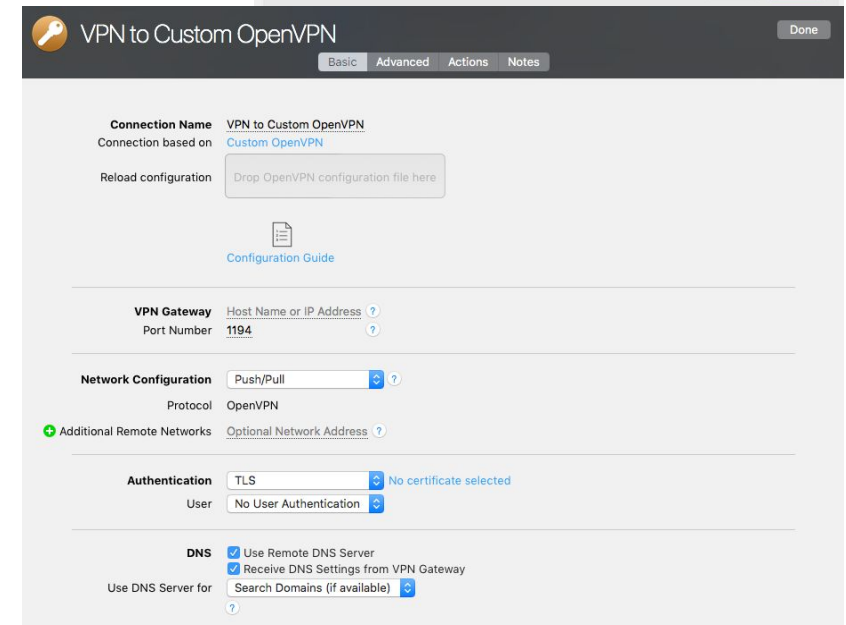 VPN to Custom OpenVPN
Done
Basic Advanced Actions Notes
Connection Name VPN to Custom OpenVPN
Connection based on Custom OpenVPN
Reload configuration Drop OpenVPN configuration file here
Configuration Guide
VPN Gateway Host Name or IP Address ?
Port Number 1194 ?
Network Configuration Push/Pull ?
Protocol OpenVPN
Additional Remote Networks Optional Network Address ?
Authentication TLS No certificate selected
User No User Authentication
DNS Use Remote DNS Server
Receive DNS Settings from VPN Gateway
Use DNS Server for Search Domains (if available)
?